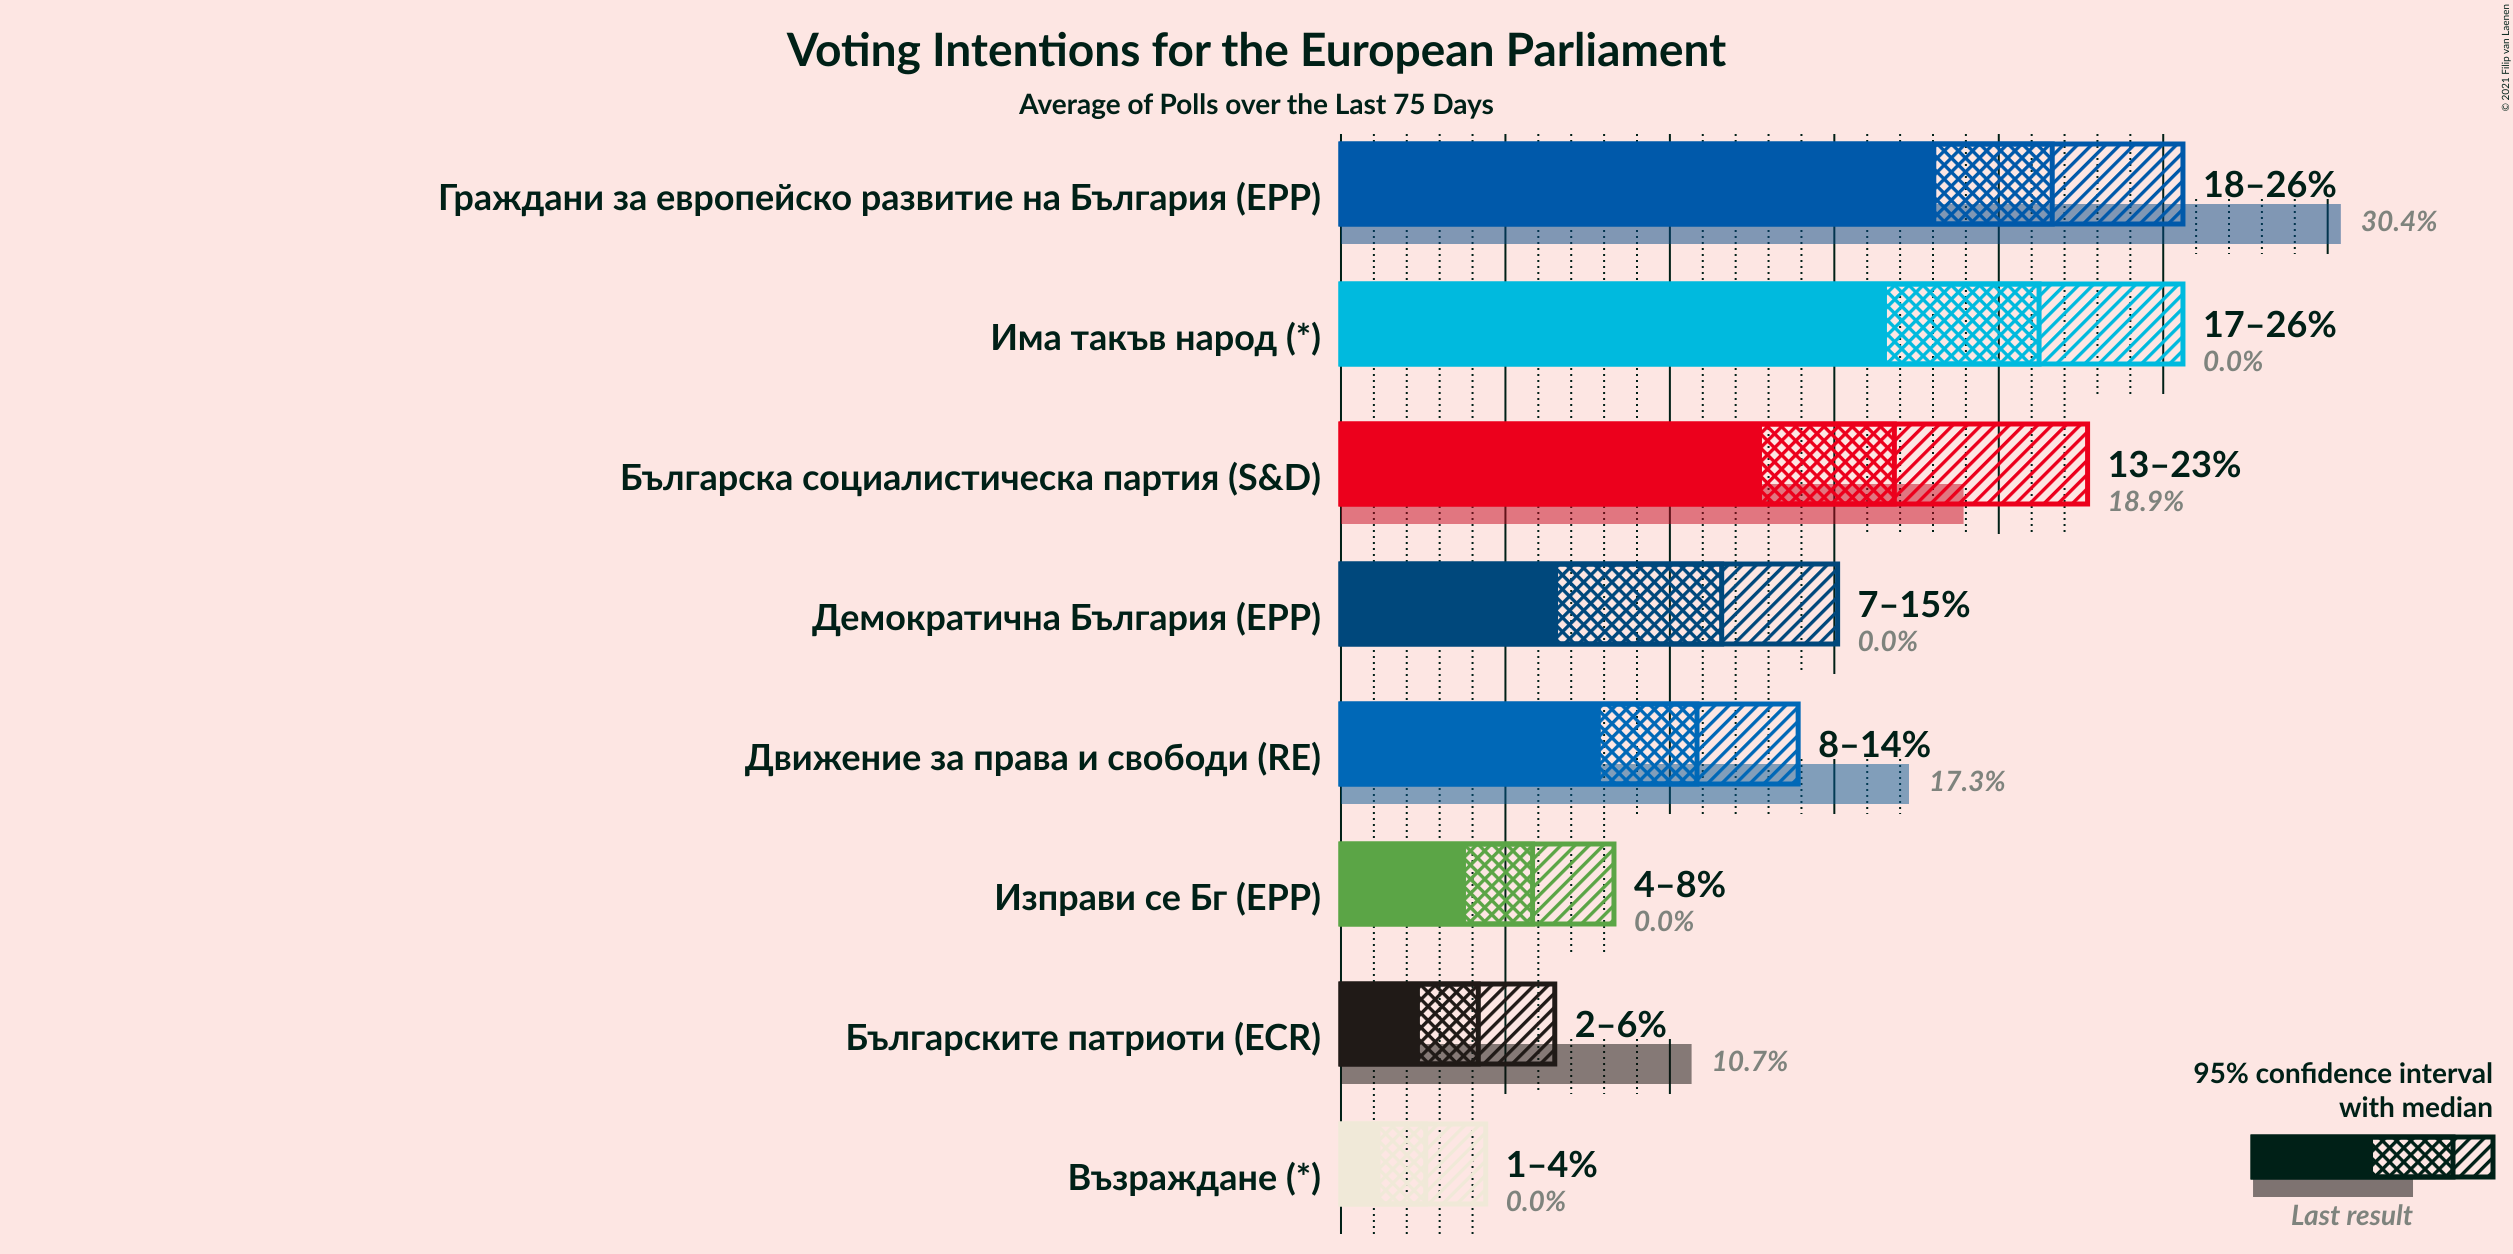 © 2021 Filip van Laenen
Voting Intentions for the European Parliament
Average of Polls over the Last 75 Days
Граждани за европейско развитие на България (EPP)
18–26%
30.4%
Има такъв народ (*)
17–26%
0.0%
Българска социалистическа партия (S&D)
13–23%
18.9%
Демократична България (EPP)
7–15%
0.0%
Движение за права и свободи (RE)
8–14%
17.3%
Изправи се Бг (EPP)
4–8%
0.0%
Българските патриоти (ECR)
2–6%
10.7%
Възраждане (*)
1–4%
0.0%
95% confidence interval
with median
Last result